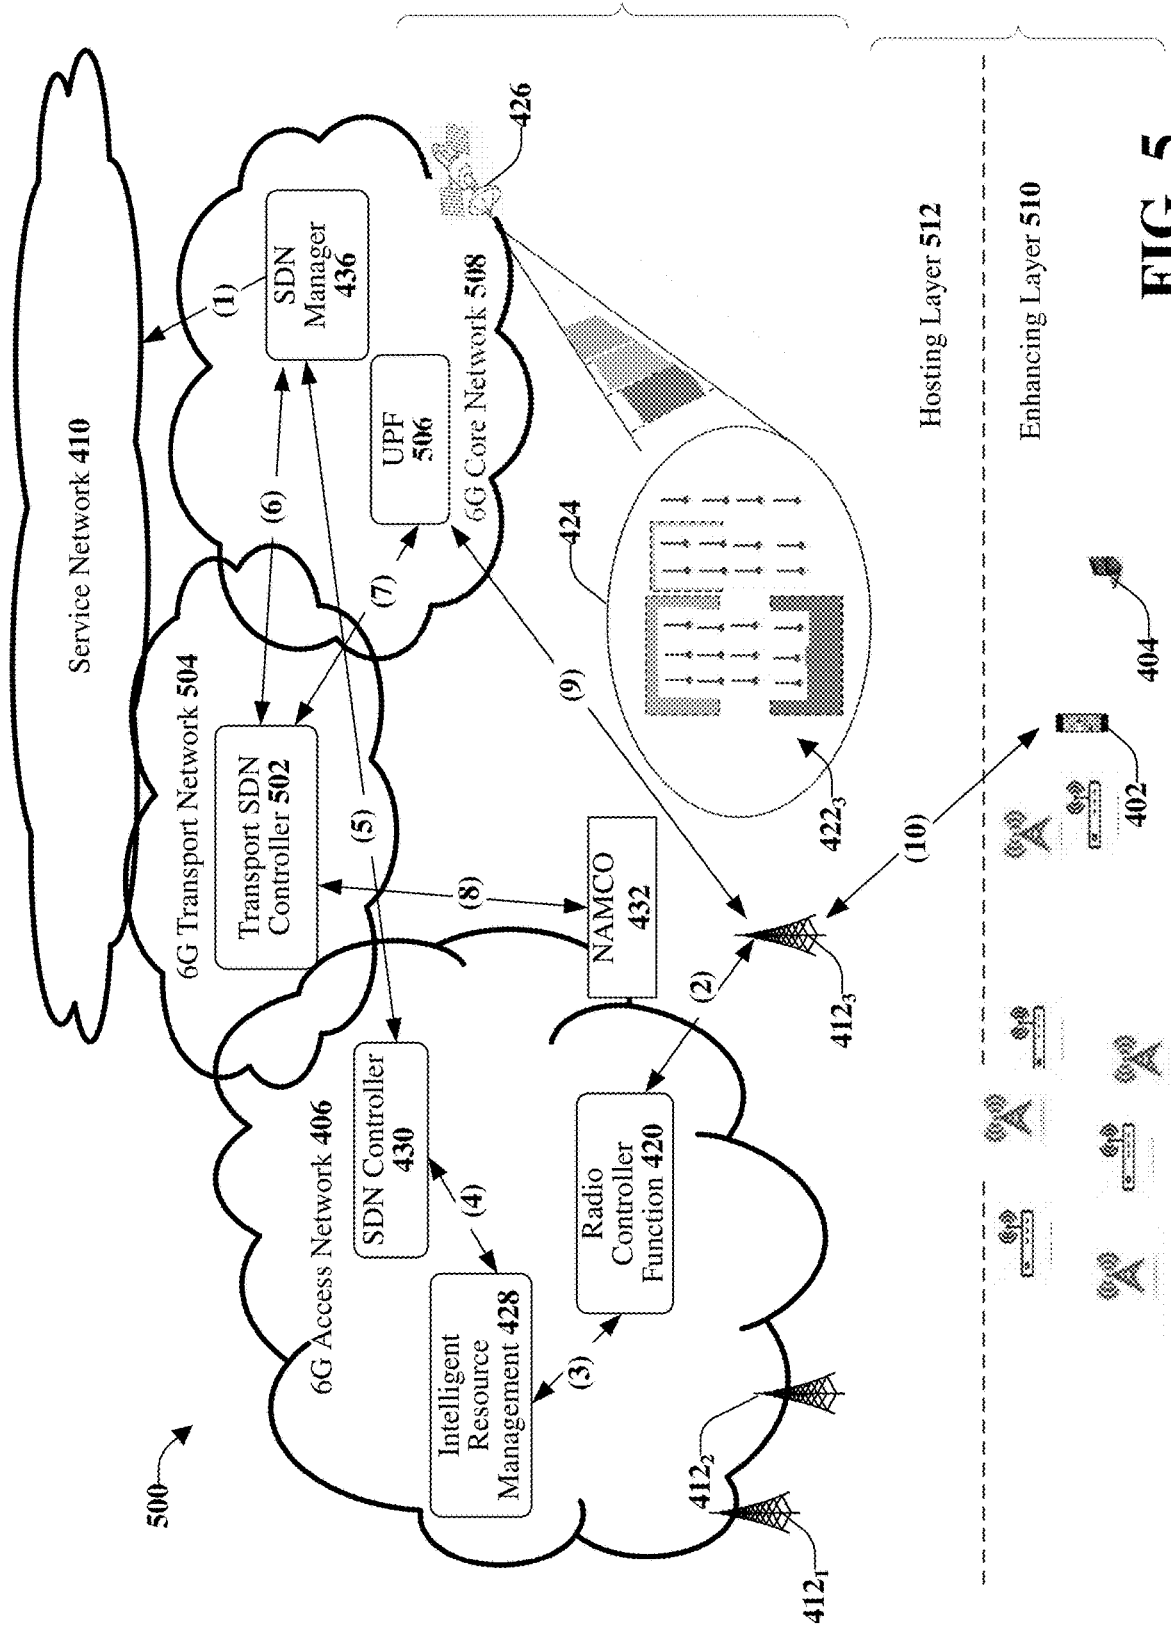 500
Service Network 410
6G Transport Network 504
Transport SDN
Controller 502
(1)
SDN
Manager
436
UPF
506
6G Core Network 508
426
(6)
(7)
(5)
(8)
(9)
6G Access Network 406
SDN Controller
430
(4)
Intelligent
Resource
Management 428
(3)
Radio
Controller
Function 420
(2)
NAMCO
432
424
422₃
412₁
412₂
412₃
(10)
Hosting Layer 512
Enhancing Layer 510
402
404
FIG. 5